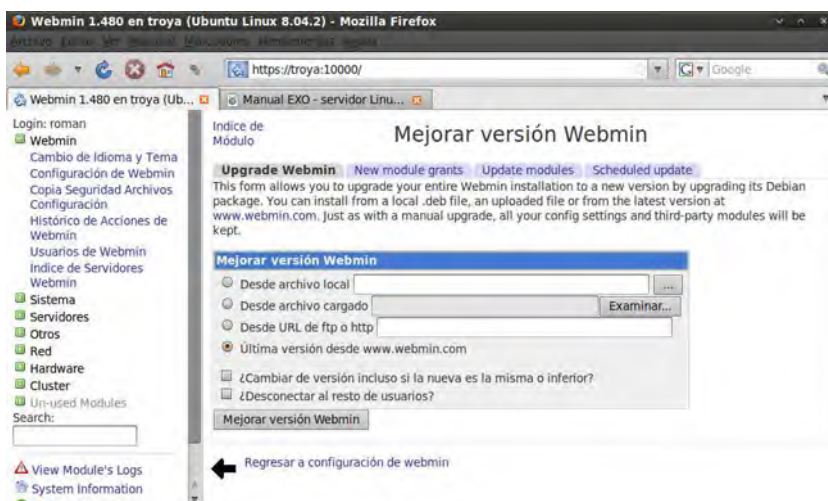 Webmin 1.480 en troya (Ubuntu Linux 8.04.2) - Mozilla Firefox
https://troya:10000/
Google
Webmin 1.480 en troya (Ub...
Manual EXO - servidor Linu...
Login: roman
Webmin
Cambio de Idioma y Tema
Configuración de Webmin
Copia Seguridad Archivos
Configuración
Histórico de Acciones de
Webmin
Usuarios de Webmin
Indice de Servidores
Webmin
Sistema
Servidores
Otros
Red
Hardware
Cluster
Un-used Modules
Search:
View Module's Logs
System Information
Indice de
Módulo
Mejorar versión Webmin
Upgrade Webmin
New module grants
Update modules
Scheduled update
This form allows you to upgrade your entire Webmin installation to a new version by upgrading its Debian
package. You can install from a local .deb file, an uploaded file or from the latest version at
www.webmin.com. Just as with a manual upgrade, all your config settings and third-party modules will be
kept.
Mejorar versión Webmin
Desde archivo local
...
Desde archivo cargado
Examinar...
Desde URL de ftp o http
Última versión desde www.webmin.com
¿Cambiar de versión incluso si la nueva es la misma o inferior?
¿Desconectar al resto de usuarios?
Mejorar versión Webmin
Regresar a configuración de webmin